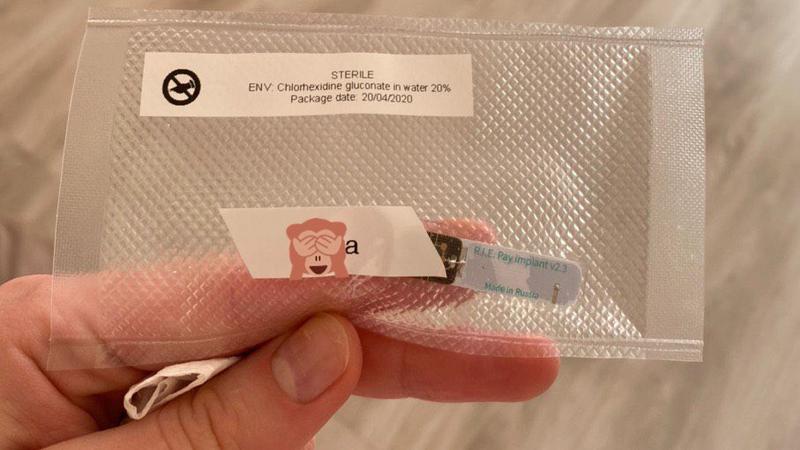 STERILE
ENV: Chlorhexidine gluconate in water 20%
Package date: 20/04/2020
a
R.I.E. Pay implant v2.3
Made in Russia